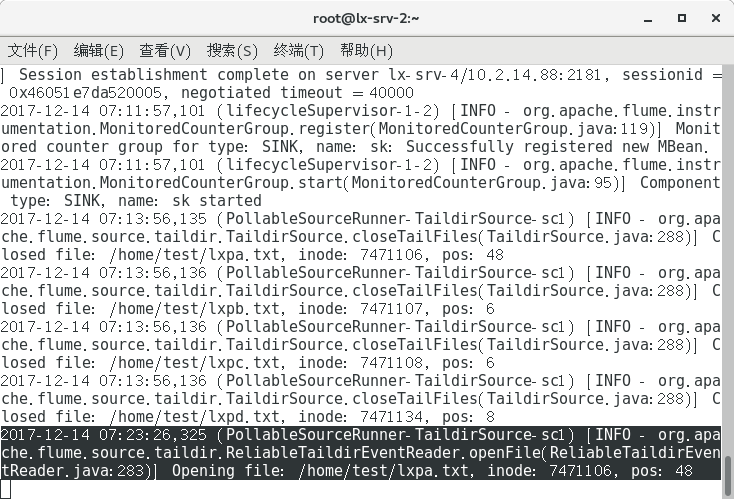 root@lx-srv-2:~
文件(F) 编辑(E) 查看(V) 搜索(S) 终端(T) 帮助(H)
] Session establishment complete on server lx-srv-4/10.2.14.88:2181, sessionid =
 0x46051e7da520005, negotiated timeout = 40000
2017-12-14 07:11:57,101 (lifecycleSupervisor-1-2) [INFO - org.apache.flume.instr
umentation.MonitoredCounterGroup.register(MonitoredCounterGroup.java:119)] Monit
ored counter group for type: SINK, name: sk: Successfully registered new MBean.
2017-12-14 07:11:57,101 (lifecycleSupervisor-1-2) [INFO - org.apache.flume.instr
umentation.MonitoredCounterGroup.start(MonitoredCounterGroup.java:95)] Component
 type: SINK, name: sk started
2017-12-14 07:13:56,135 (PollableSourceRunner-TaildirSource-sc1) [INFO - org.apa
che.flume.source.taildir.TaildirSource.closeTailFiles(TaildirSource.java:288)] C
losed file: /home/test/lxpa.txt, inode: 7471106, pos: 48
2017-12-14 07:13:56,136 (PollableSourceRunner-TaildirSource-sc1) [INFO - org.apa
che.flume.source.taildir.TaildirSource.closeTailFiles(TaildirSource.java:288)] C
losed file: /home/test/lxpb.txt, inode: 7471107, pos: 6
2017-12-14 07:13:56,136 (PollableSourceRunner-TaildirSource-sc1) [INFO - org.apa
che.flume.source.taildir.TaildirSource.closeTailFiles(TaildirSource.java:288)] C
losed file: /home/test/lxpc.txt, inode: 7471108, pos: 6
2017-12-14 07:13:56,136 (PollableSourceRunner-TaildirSource-sc1) [INFO - org.apa
che.flume.source.taildir.TaildirSource.closeTailFiles(TaildirSource.java:288)] C
losed file: /home/test/lxpd.txt, inode: 7471134, pos: 8
2017-12-14 07:23:26,325 (PollableSourceRunner-TaildirSource-sc1) [INFO - org.apa
che.flume.source.taildir.ReliableTaildirEventReader.openFile(ReliableTaildirEven
tReader.java:283)] Opening file: /home/test/lxpa.txt, inode: 7471106, pos: 48